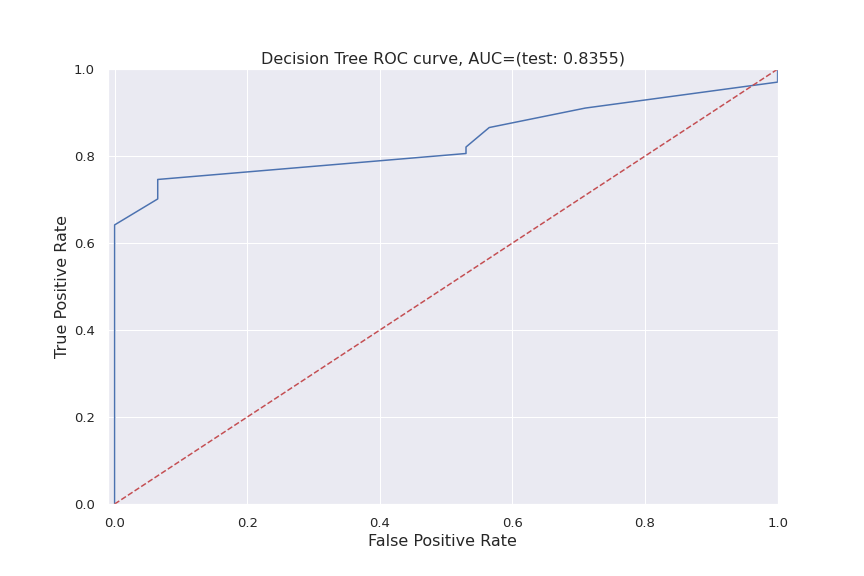 Decision Tree ROC curve, AUC=(test: 0.8355)
1.0
0.8
0.6
0.4
0.2
0.0
True Positive Rate
0.0 0.2 0.4 0.6 0.8 1.0
False Positive Rate